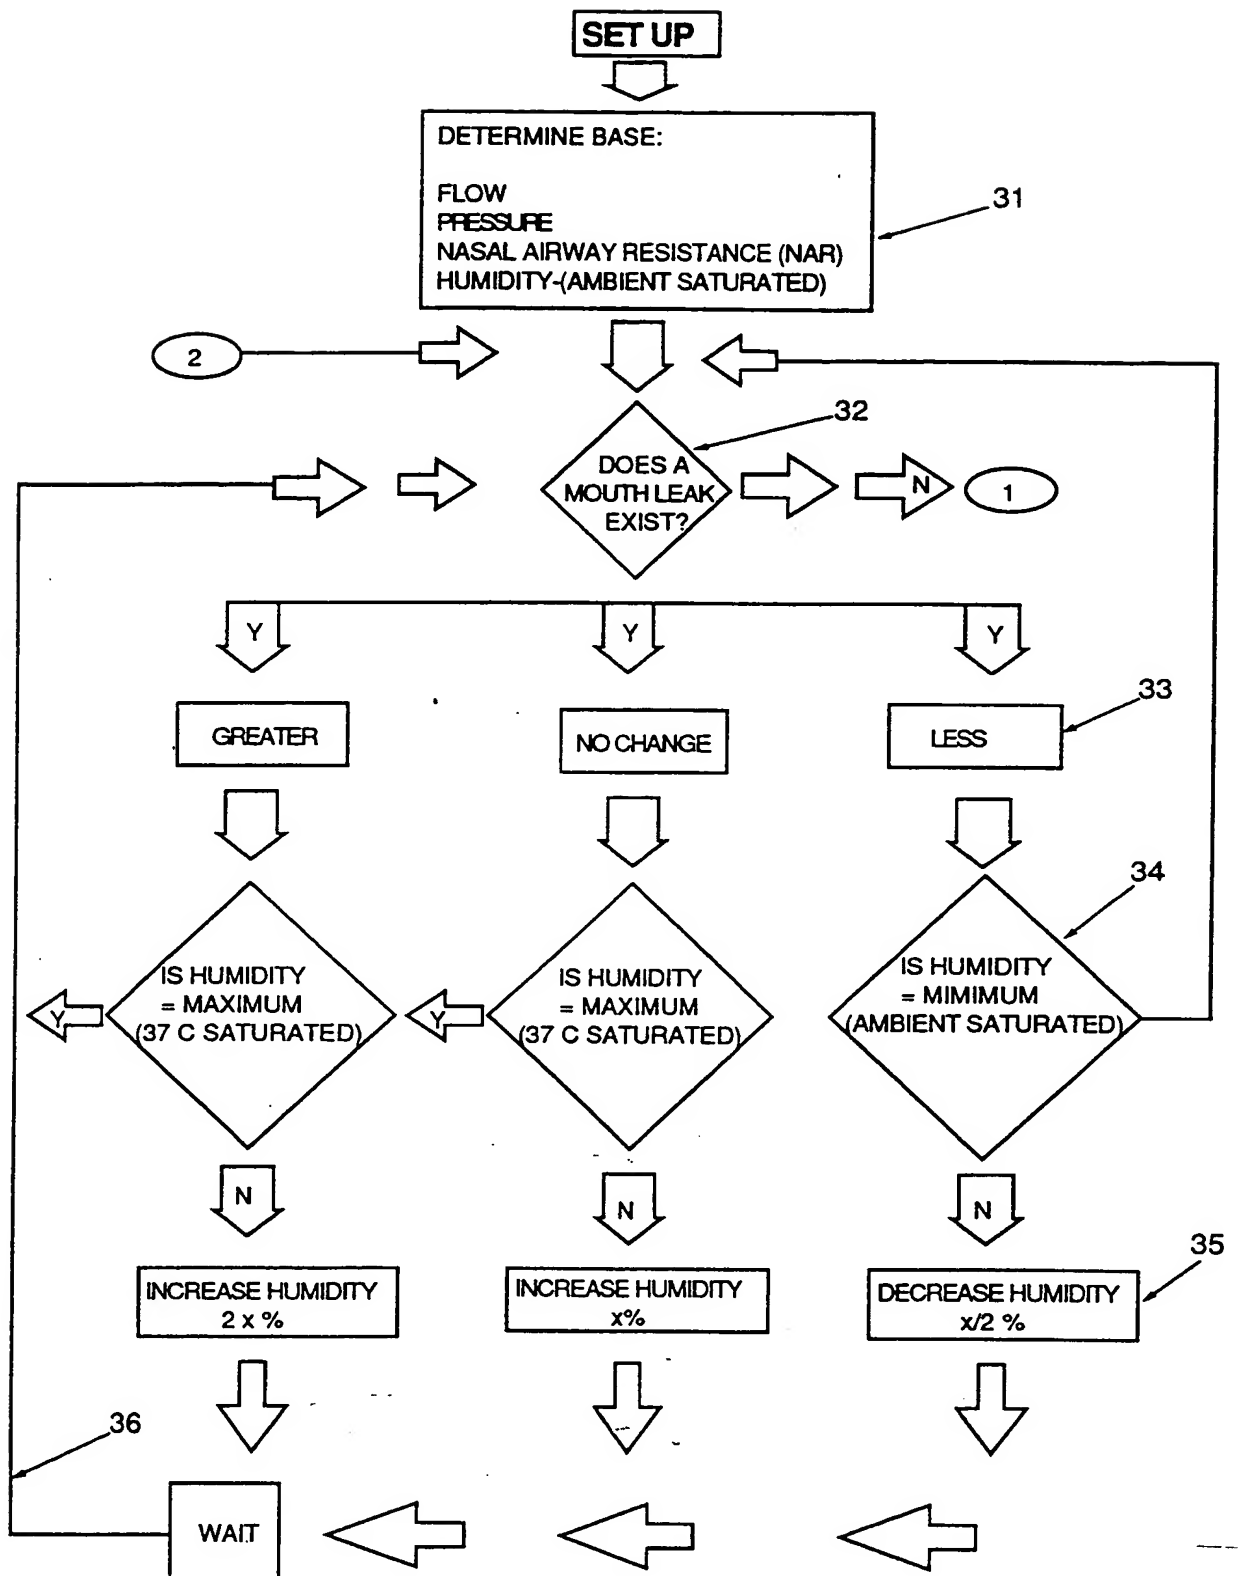 SET UP
DETERMINE BASE:
FLOW
PRESSURE
NASAL AIRWAY RESISTANCE (NAR)
HUMIDITY-(AMBIENT SATURATED)
31
2
32
DOES A
MOUTH LEAK
EXIST?
N
1
Y
Y
Y
33
GREATER
NO CHANGE
LESS
34
IS HUMIDITY
= MAXIMUM
(37 C SATURATED)
Y
IS HUMIDITY
= MAXIMUM
(37 C SATURATED)
Y
IS HUMIDITY
= MIMIMUM
(AMBIENT SATURATED)
N
N
N
35
INCREASE HUMIDITY
2 x %
INCREASE HUMIDITY
x%
DECREASE HUMIDITY
x/2 %
36
WAIT